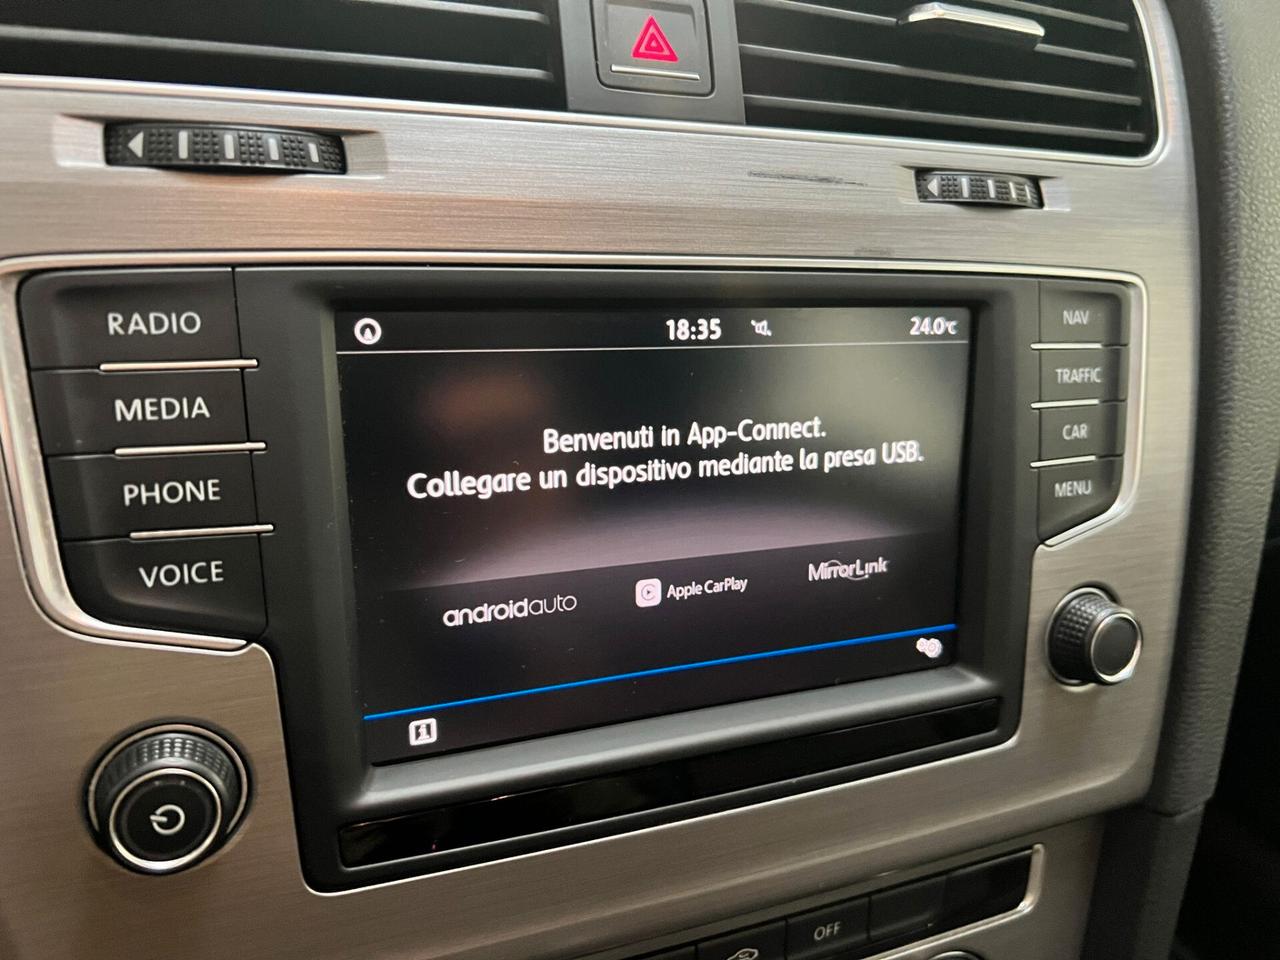 RADIO
MEDIA
PHONE
VOICE
18:35
24.0°C
Benvenuti in App-Connect.
Collegare un dispositivo mediante la presa USB.
androidauto
Apple CarPlay
MirrorLink
NAV
TRAFFIC
CAR
MENU
OFF